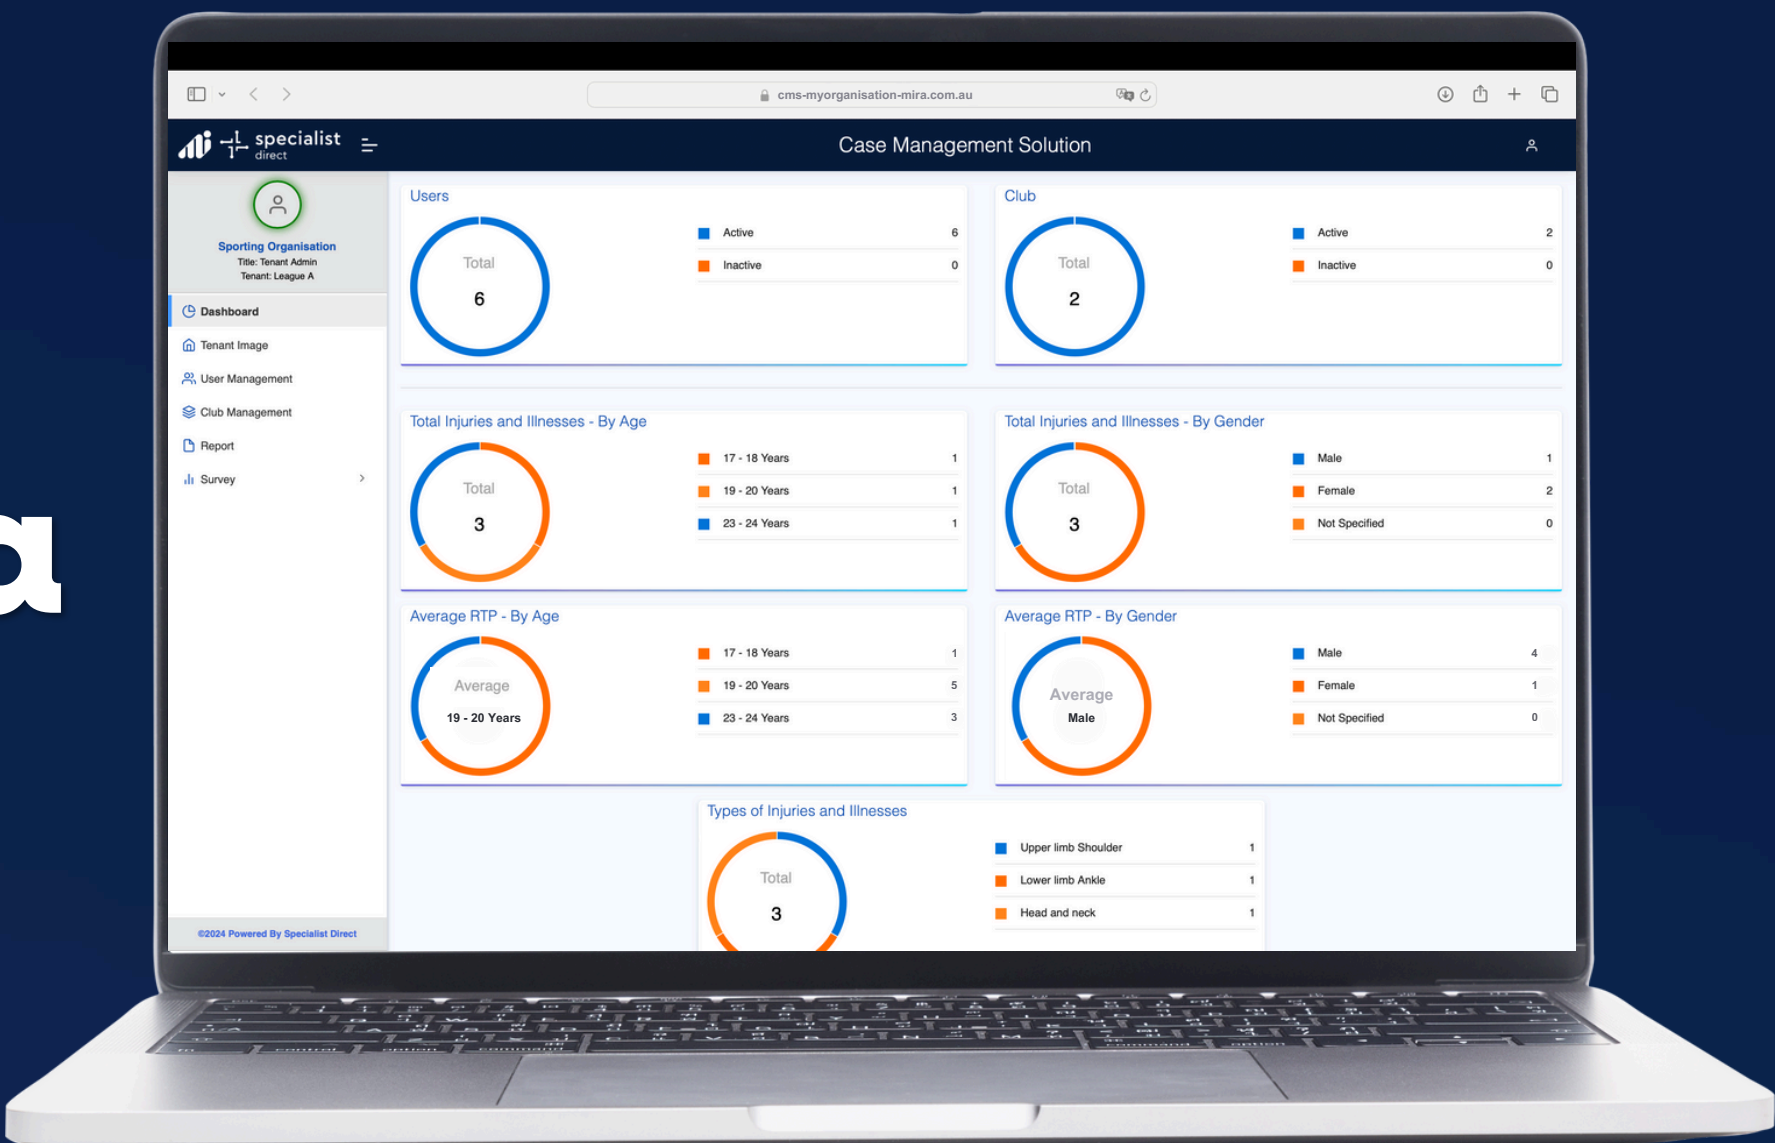 cms-myorganisation-mira.com.au
specialist
direct
Case Management Solution
Sporting Organisation
Title: Tenant Admin
Tenant: League A
Dashboard
Tenant Image
User Management
Club Management
Report
Survey
©2024 Powered By Specialist Direct
Users
Total
6
Active 6
Inactive 0
Club
Total
2
Active 2
Inactive 0
Total Injuries and Illnesses - By Age
Total
3
17 - 18 Years 1
19 - 20 Years 1
23 - 24 Years 1
Total Injuries and Illnesses - By Gender
Total
3
Male 1
Female 2
Not Specified 0
Average RTP - By Age
Average
19 - 20 Years
17 - 18 Years 1
19 - 20 Years 5
23 - 24 Years 3
Average RTP - By Gender
Average
Male
Male 4
Female 1
Not Specified 0
Types of Injuries and Illnesses
Total
3
Upper limb Shoulder 1
Lower limb Ankle 1
Head and neck 1
a
control
option
command
command
option